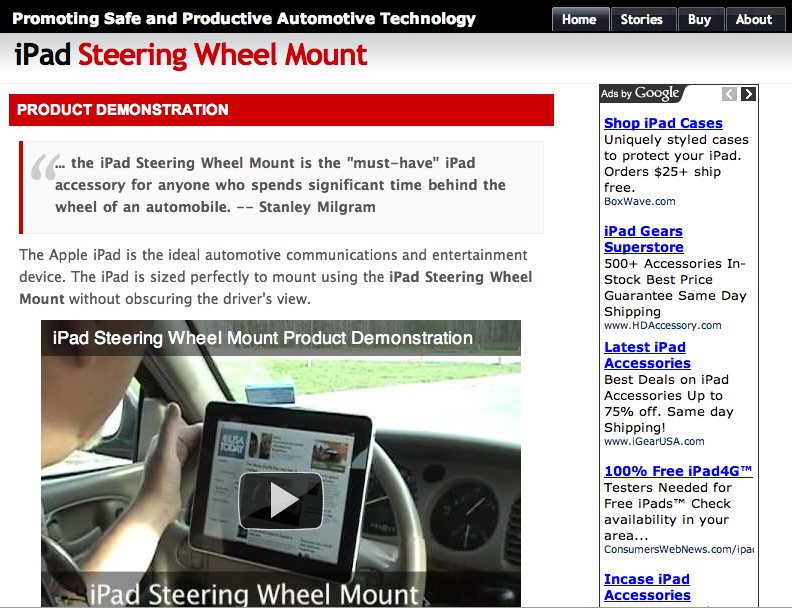 Promoting Safe and Productive Automotive Technology
Home
Stories
Buy
About
iPad Steering Wheel Mount
PRODUCT DEMONSTRATION
“... the iPad Steering Wheel Mount is the "must-have" iPad
accessory for anyone who spends significant time behind the
wheel of an automobile. -- Stanley Milgram
The Apple iPad is the ideal automotive communications and entertainment
device. The iPad is sized perfectly to mount using the iPad Steering Wheel
Mount without obscuring the driver's view.
iPad Steering Wheel Mount Product Demonstration
USA
TODAY
iPad Steering Wheel Mount
Ads by Google
Shop iPad Cases
Uniquely styled cases
to protect your iPad.
Orders $25+ ship
free.
BoxWave.com
iPad Gears
Superstore
500+ Accessories In-
Stock Best Price
Guarantee Same Day
Shipping
www.HDAccessory.com
Latest iPad
Accessories
Best Deals on iPad
Accessories Up to
75% off. Same day
Shipping!
www.iGearUSA.com
100% Free iPad4G™
Testers Needed for
Free iPads™ Check
availability in your
area...
ConsumersWebNews.com/ipad
Incase iPad
Accessories